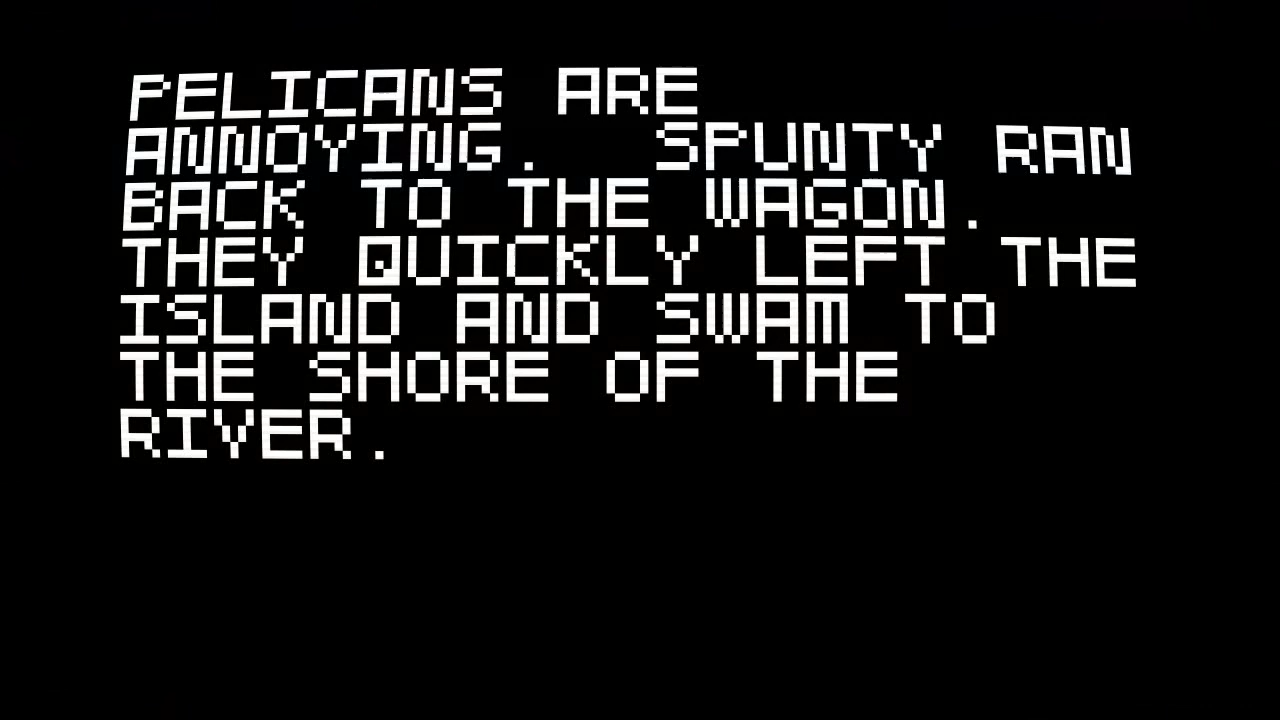 PELICANS ARE
ANNOYING.  SPUNTY RAN
BACK TO THE WAGON.
THEY QUICKLY LEFT THE
ISLAND AND SWAM TO
THE SHORE OF THE
RIVER.